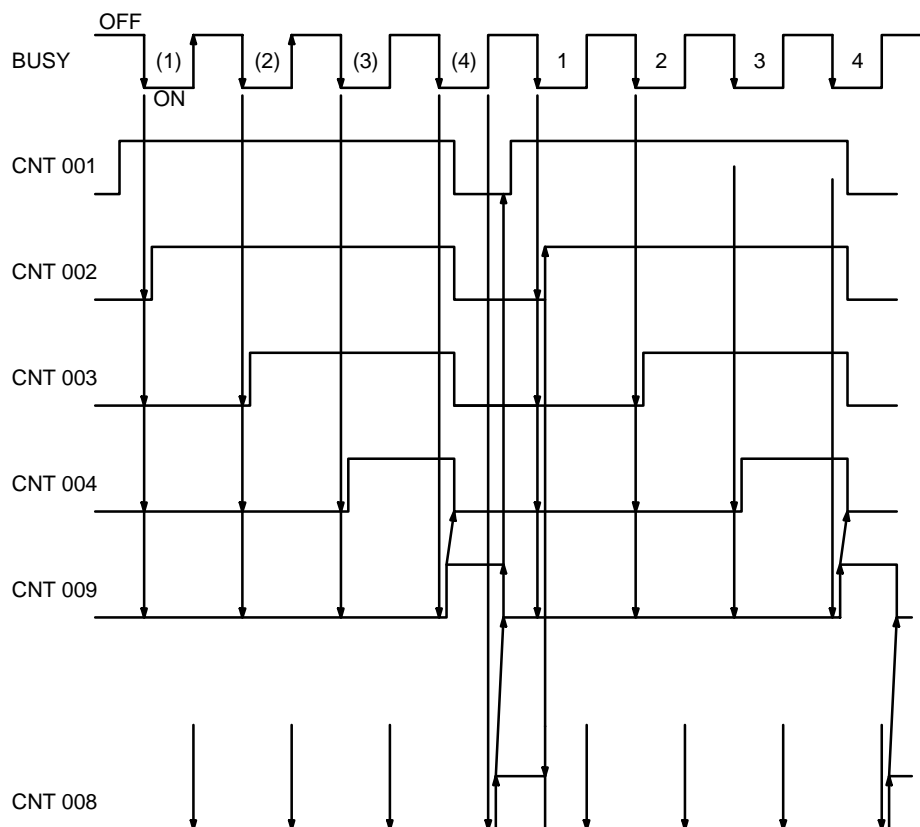 OFF
BUSY (1) (2) (3) (4) 1 2 3 4
ON
CNT 001
CNT 002
CNT 003
CNT 004
CNT 009
CNT 008